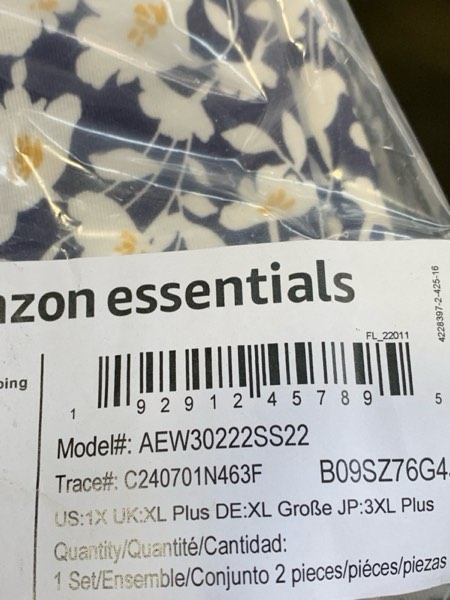 azon essentials
4228397-2-425-16
FL_22011
ping
1 92912 45789 5
Model#: AEW30222SS22
Trace#: C240701N463F B09SZ76G4
US:1X UK:XL Plus DE:XL Große JP:3XL Plus
Quantity/Quantité/Cantidad:
1 Set/Ensemble/Conjunto 2 pieces/piéces/piezas